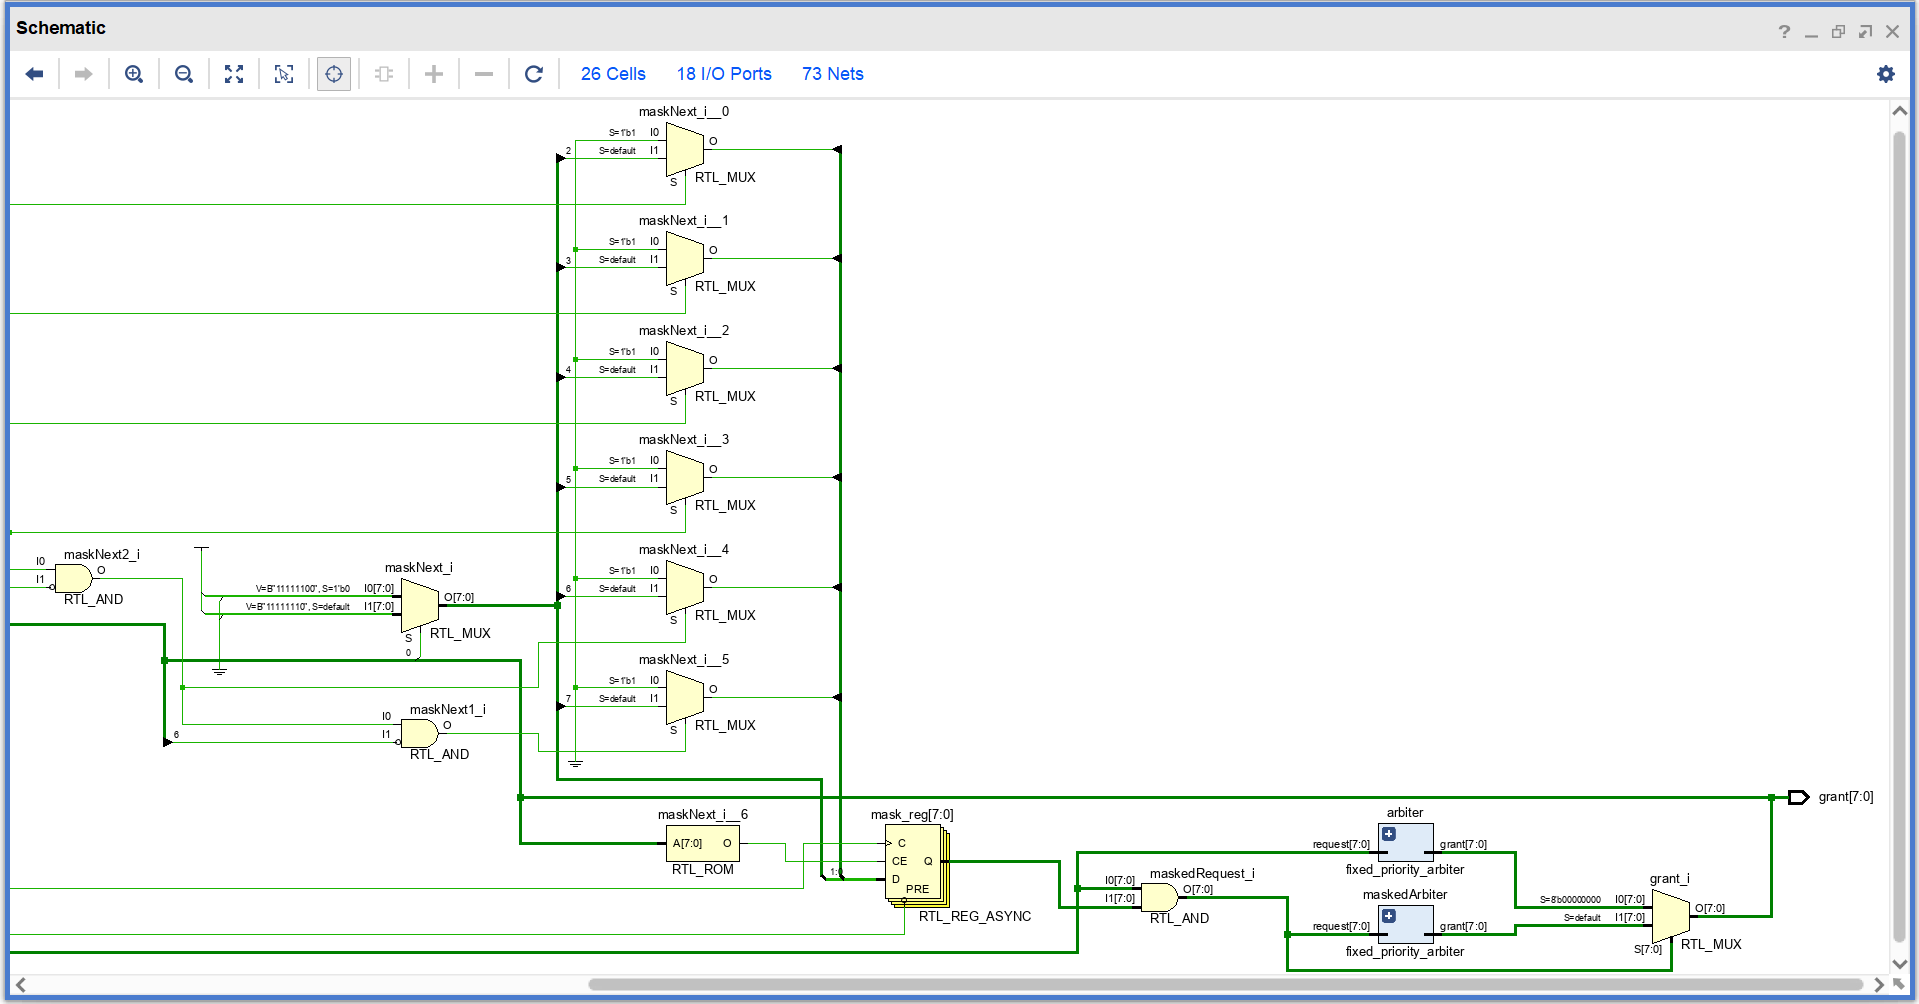 Schematic
?
26 Cells 18 I/O Ports 73 Nets
maskNext_i__0
S=1'b1 I0
2 S=default I1
O
S RTL_MUX
maskNext_i__1
S=1'b1 I0
3 S=default I1
O
S RTL_MUX
maskNext_i__2
S=1'b1 I0
4 S=default I1
O
S RTL_MUX
maskNext_i__3
S=1'b1 I0
5 S=default I1
O
S RTL_MUX
maskNext_i__4
S=1'b1 I0
6 S=default I1
O
S RTL_MUX
maskNext2_i
I0
I1
O
RTL_AND
maskNext_i
V=B"11111100", S=1'b0 I0[7:0]
V=B"11111110", S=default I1[7:0]
O[7:0]
S RTL_MUX
0
maskNext_i__5
S=1'b1 I0
7 S=default I1
O
S RTL_MUX
maskNext1_i
I0
6 I1
O
RTL_AND
grant[7:0]
maskNext_i__6
A[7:0] O
RTL_ROM
mask_reg[7:0]
C
CE Q
1:0 D
PRE
RTL_REG_ASYNC
maskedRequest_i
I0[7:0]
I1[7:0]
O[7:0]
RTL_AND
arbiter
request[7:0] grant[7:0]
fixed_priority_arbiter
maskedArbiter
request[7:0] grant[7:0]
fixed_priority_arbiter
grant_i
S=8'b00000000 I0[7:0]
S=default I1[7:0]
O[7:0]
S[7:0] RTL_MUX